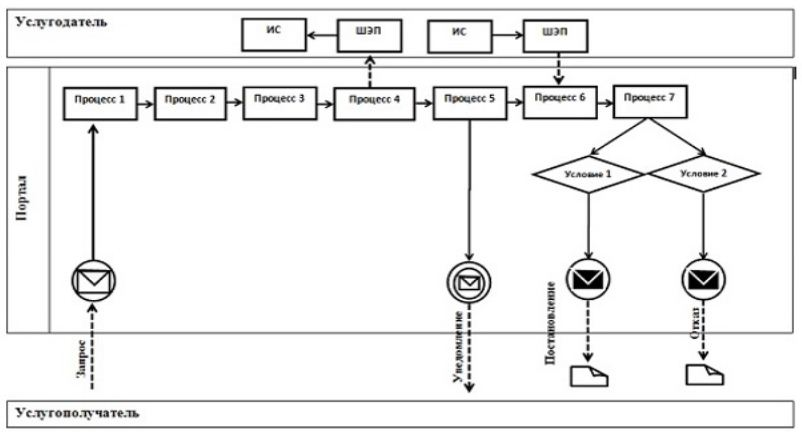 Услугодатель
ИС
ШЭП
ИС
ШЭП
Процесс 1
Процесс 2
Процесс 3
Процесс 4
Процесс 5
Процесс 6
Процесс 7
Условие 1
Условие 2
Портал
Запрос
Уведомление
Постановление
Отказ
Услугополучатель